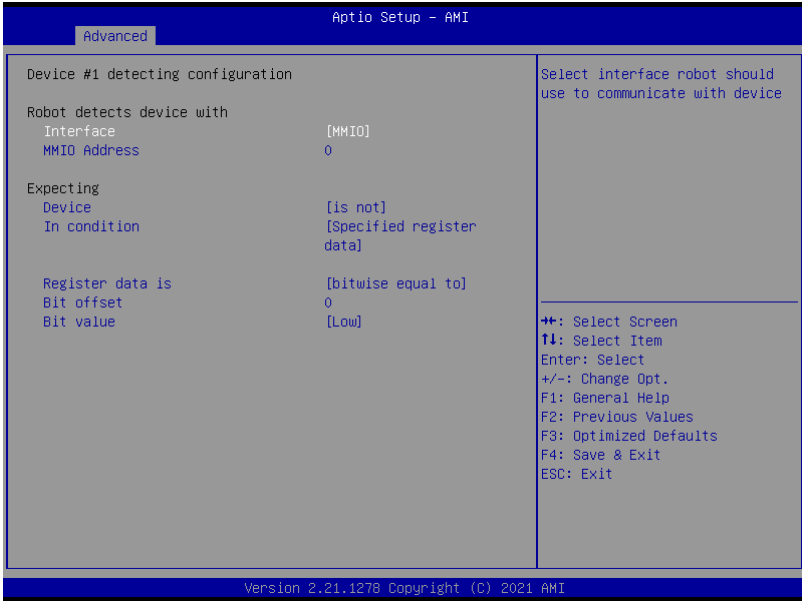 Aptio Setup – AMI
Advanced
Device #1 detecting configuration
Robot detects device with
Interface [MMIO]
MMIO Address 0
Expecting
Device [is not]
In condition [Specified register
data]
Register data is [bitwise equal to]
Bit offset 0
Bit value [Low]
Select interface robot should
use to communicate with device
→←: Select Screen
↑↓: Select Item
Enter: Select
+/-: Change Opt.
F1: General Help
F2: Previous Values
F3: Optimized Defaults
F4: Save & Exit
ESC: Exit
Version 2.21.1278 Copyright (C) 2021 AMI